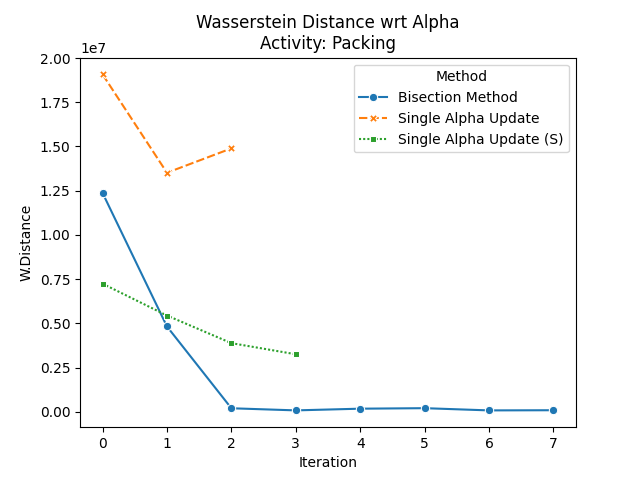 Wasserstein Distance wrt Alpha
Activity: Packing
1e7
2.00
1.75
1.50
1.25
1.00
0.75
0.50
0.25
0.00
W.Distance
Method
Bisection Method
Single Alpha Update
Single Alpha Update (S)
0 1 2 3 4 5 6 7
Iteration